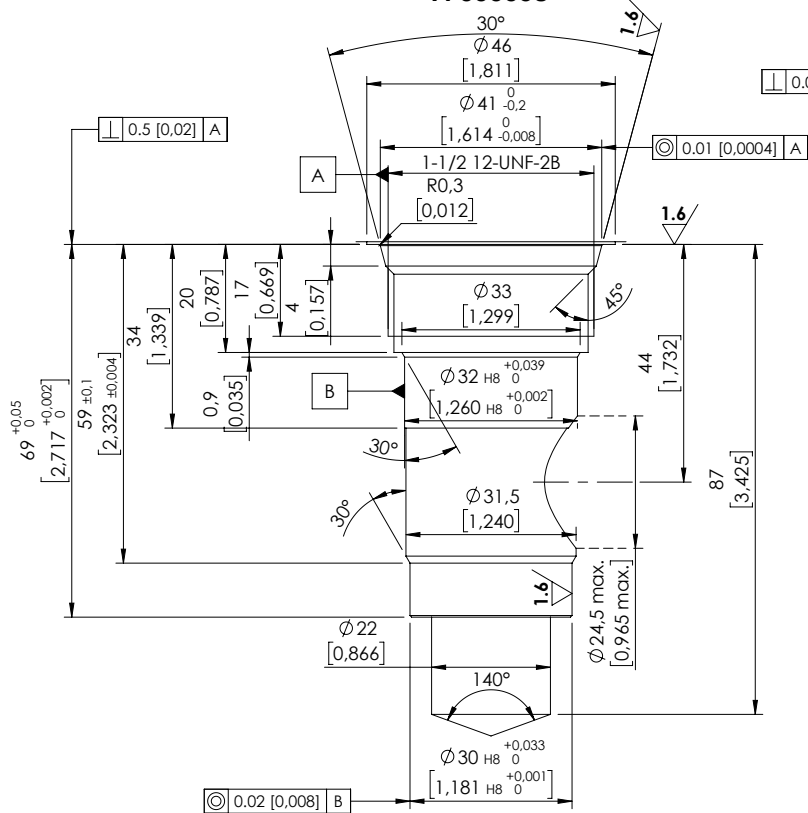 30°
1.6
Ø46
[1,811]
⊥ 0.0
Ø41 0 -0,2
[1,614 0 -0,008]
⊥ 0.5 [0,02] A
◎ 0.01 [0,0004] A
1-1/2 12-UNF-2B
A
R0,3
[0,012]
1.6
69 +0,05 0
[2,717 +0,002 0]
59 ±0,1
[2,323 ±0,004]
34
[1,339]
20
[0,787]
17
[0,669]
4
[0,157]
0,9
[0,035]
Ø33
[1,299]
45°
44
[1,732]
B
Ø32 H8 +0,039 0
[1,260 H8 +0,002 0]
30°
87
[3,425]
30°
Ø31,5
[1,240]
1.6
Ø24,5 max.
[0,965 max.]
Ø22
[0,866]
140°
Ø30 H8 +0,033 0
[1,181 H8 +0,001 0]
◎ 0.02 [0,008] B